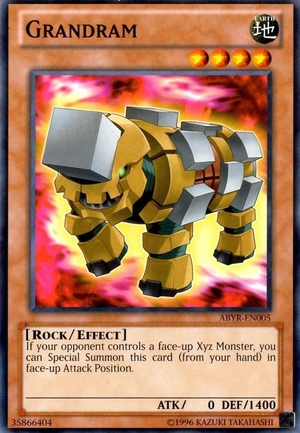 GRANDRAM
EARTH
地
ABYR-EN005
[ROCK/EFFECT]
If your opponent controls a face-up Xyz Monster, you
can Special Summon this card (from your hand) in
face-up Attack Position.
ATK/ 0 DEF/1400
35866404 ©1996 KAZUKI TAKAHASHI